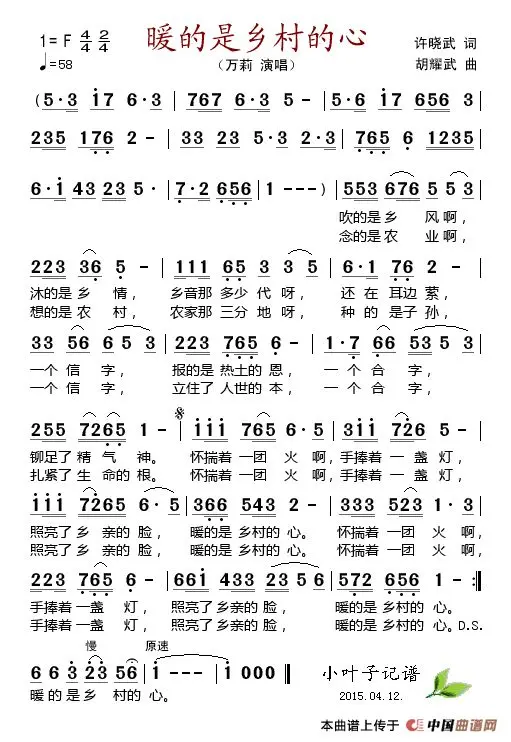 1= F 4/4 2/4 暖的是乡村的心 许晓武 词
♩=58 （万莉 演唱） 胡耀武 曲
( 5·3 i7 6·3 | 767 6·3 - | 5·6 i7 656 3 |
235 176 2 - | 33 23 5·3 2·3 | 765 6 1235 |
6·i 43 23 5· | 7·2 656 | 1 - - - ) | 553 676 5 5 3 |
吹的是 乡 风 啊，
念的是 农 业 啊，
223 36 5 - | 111 65 3 3 5 | 6·1 76 2 - |
沐的是 乡 情， 乡音那 多少 代 呀， 还 在 耳边 萦，
想的是 农 村， 农家那 三分 地 呀， 种 的 是子 孙，
33 56 6 5 3 | 223 765 6· | 1·7 66 53 5 3 |
一个 信 字， 报的是 热土的 恩， 一 个 合 字，
一个 信 字， 立住了 人世的 本， 一 个 合 字，
255 7265 1 - | iii 765 6·5 | 3ii 726 5 - |
铆足了 精 气 神。 怀揣着 一团 火 啊， 手捧着 一 盏 灯，
扎紧了 生 命的 根。 怀揣着 一团 火 啊， 手捧着 一 盏 灯，
iii 7265 6·5 | 366 543 2 - | 333 523 1·3 |
照亮了 乡 亲的 脸， 暖的是 乡村的 心。 怀揣着 一团 火 啊，
照亮了 乡 亲的 脸， 暖的是 乡村的 心。 怀揣着 一团 火 啊，
223 765 6· | 66i 433 23 5 6 | 572 656 1 - :||
手捧着 一盏 灯， 照亮了 乡亲的 脸， 暖的是 乡村的 心。
手捧着 一盏 灯， 照亮了 乡亲的 脸， 暖的是 乡村的 心。D.S.
慢 原速
6 6 3 23 56 | i - - - | i 0 0 0 ||
暖 的 是 乡 村的 心。
小叶子记谱
2015.04.12.
本曲谱上传于 中国曲谱网